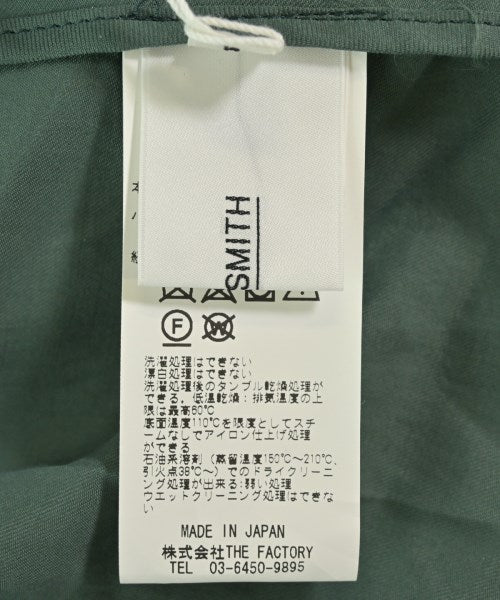 SMITH
F
W
洗濯処理はできない
漂白処理はできない
洗濯処理後のタンブル乾燥処理が
できる。低温乾燥：排気温度の上
限は最高60℃
底面温度110℃を限度としてスチ
ームなしでアイロン仕上げ処理
ができる
石油系溶剤（蒸留温度150℃～210℃、
引火点38℃～）でのドライクリーニ
ング処理が出来る:弱い処理
ウエットクリーニング処理はできな
い
MADE IN JAPAN
株式会社THE FACTORY
TEL 03-6450-9895